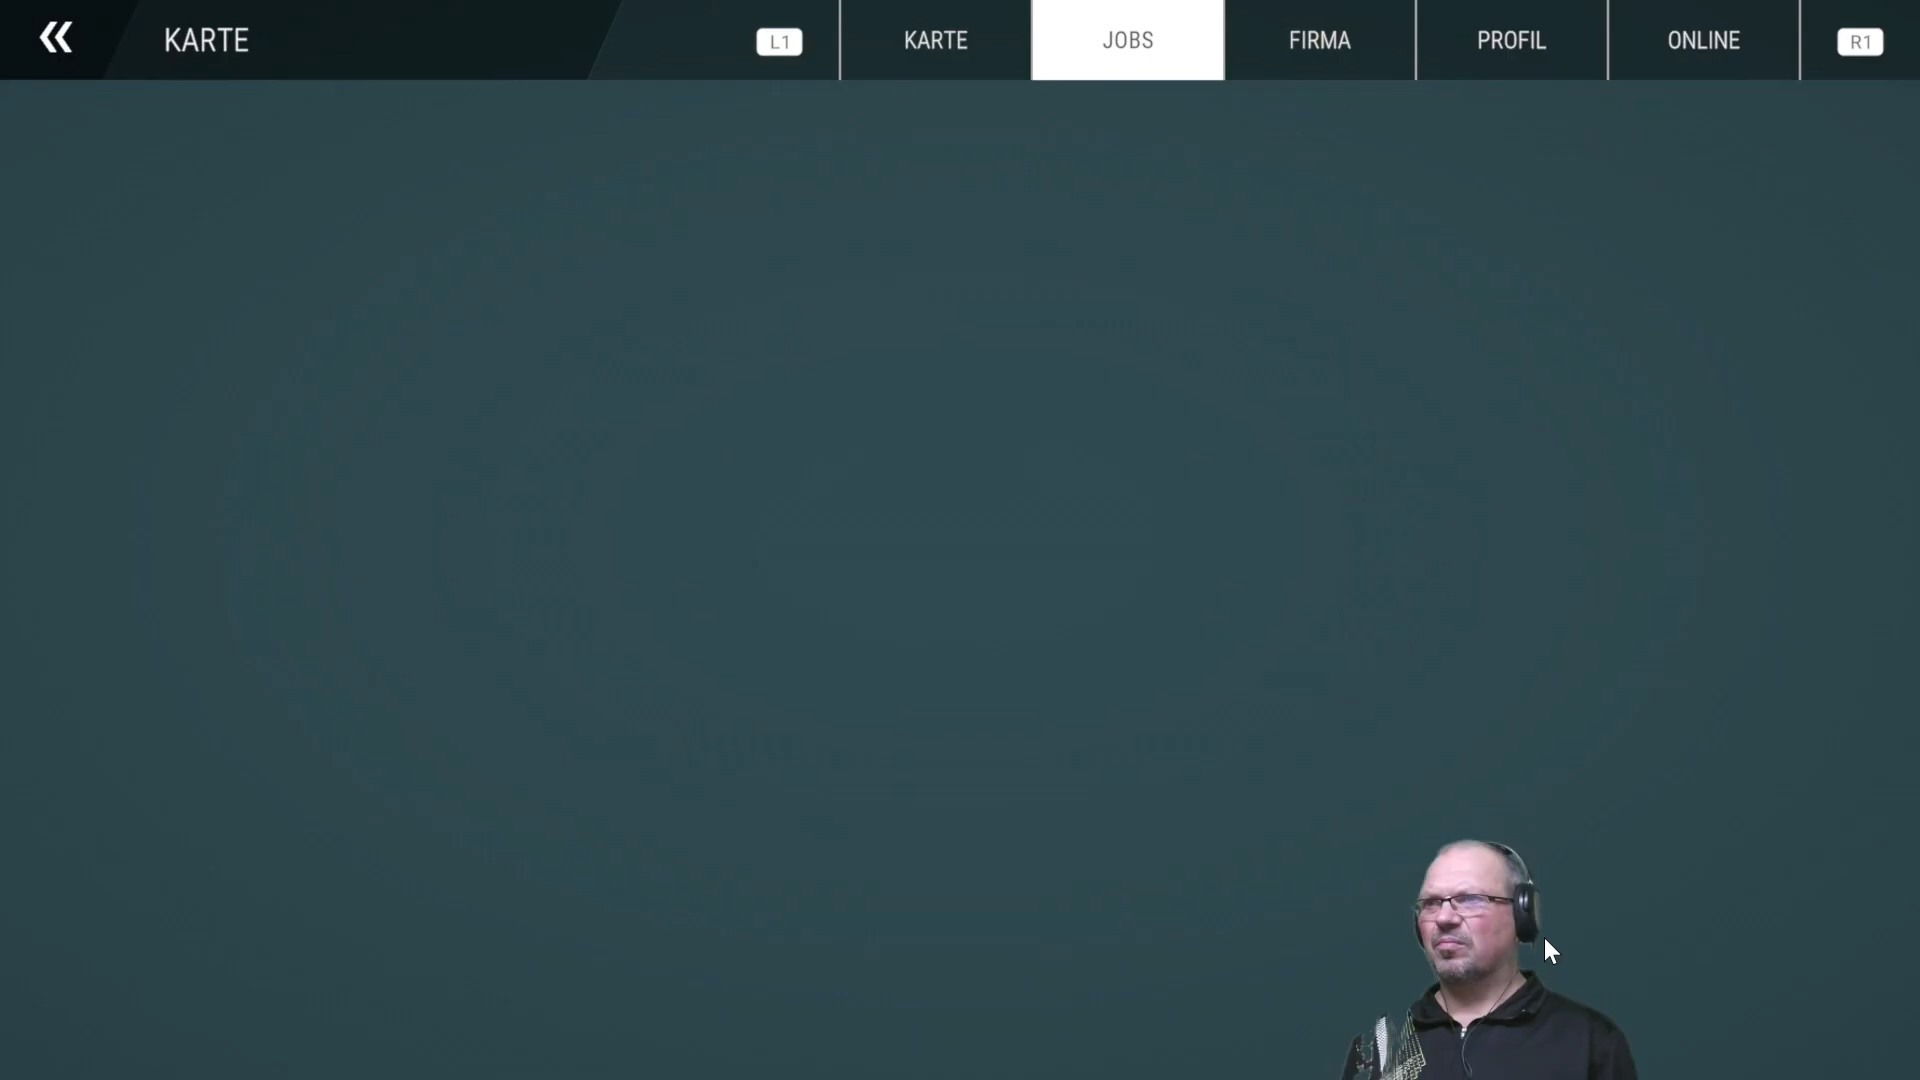 KARTE
L1
KARTE
JOBS
FIRMA
PROFIL
ONLINE
R1